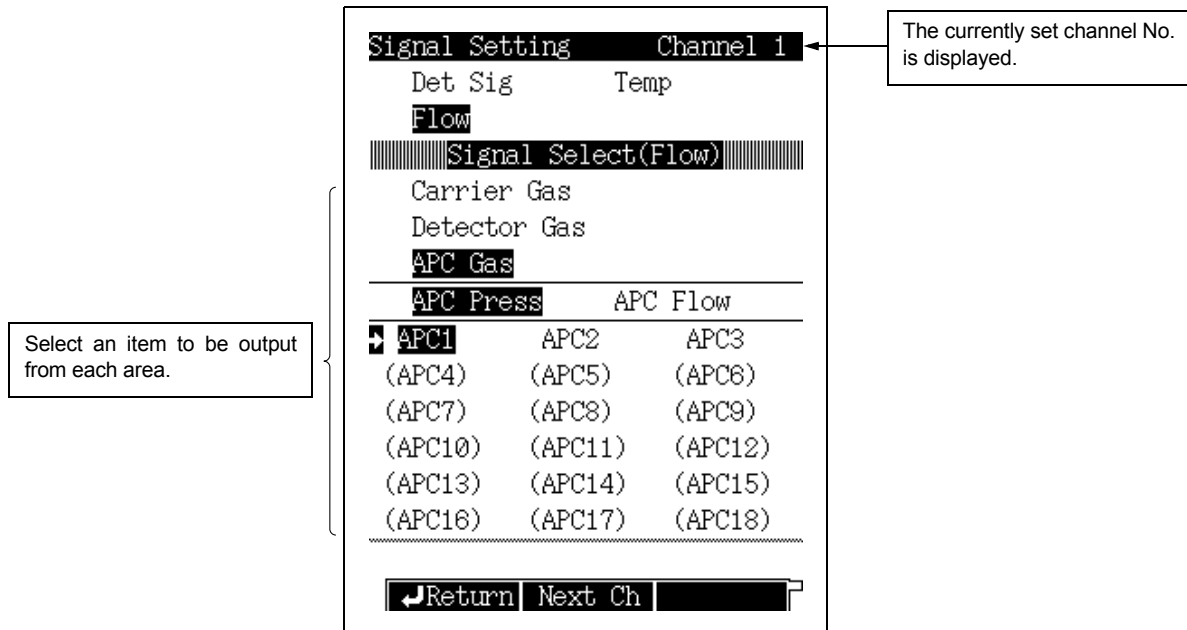 Signal Setting Channel 1
Det Sig Temp
Flow
Signal Select(Flow)
Carrier Gas
Detector Gas
APC Gas
APC Press APC Flow
APC1 APC2 APC3
(APC4) (APC5) (APC6)
(APC7) (APC8) (APC9)
(APC10) (APC11) (APC12)
(APC13) (APC14) (APC15)
(APC16) (APC17) (APC18)
Return Next Ch
The currently set channel No.
is displayed.
Select an item to be output
from each area.